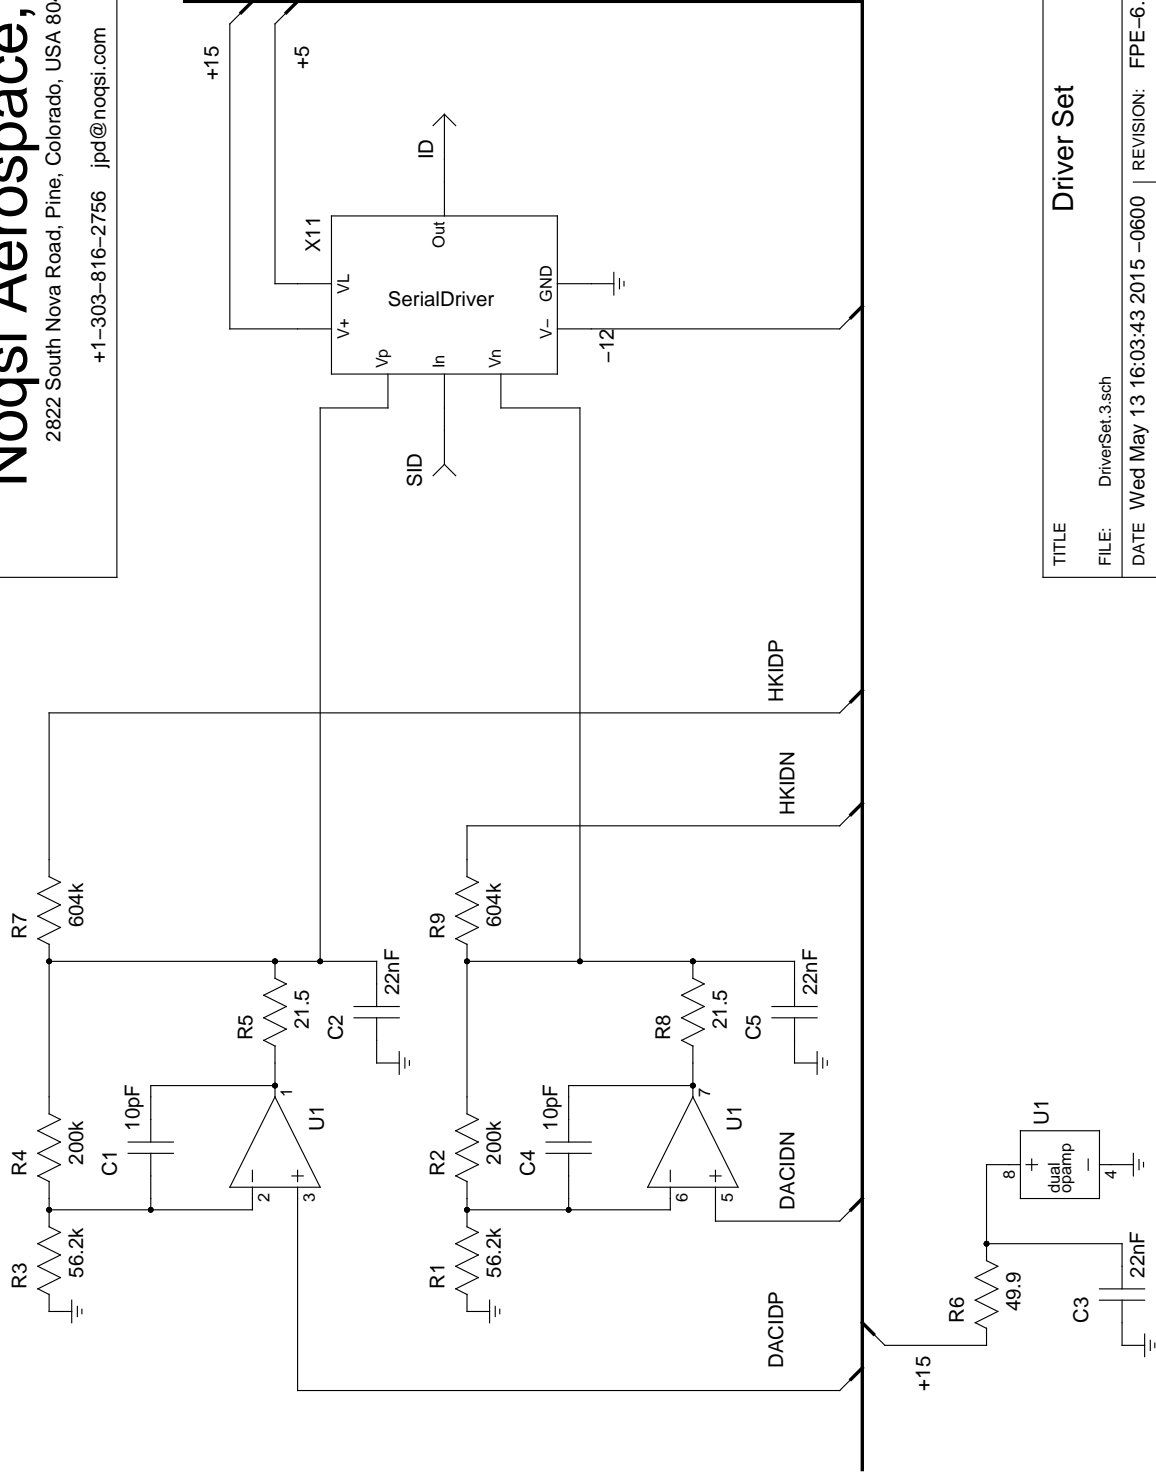 Noqsi Aerospace,
2822 South Nova Road, Pine, Colorado, USA
+1−303−816−2756 jpd@noqsi.com
+15
+5
X11
V+
VL
Vp
In
Vn
SerialDriver
Out
V−
GND
ID
SID
−12
R3
56.2k
R4
200k
R7
604k
C1
10pF
2
3
1
U1
R5
21.5
C2
22nF
HKIDP
R1
56.2k
R2
200k
R9
604k
C4
10pF
6
5
7
U1
R8
21.5
C5
22nF
HKIDN
DACIDP
DACIDN
+15
R6
49.9
C3
22nF
8
+
dual
opamp
−
4
U1
TITLE
Driver Set
FILE: DriverSet.3.sch
DATE Wed May 13 16:03:43 2015 −0600
REVISION: FPE−6.